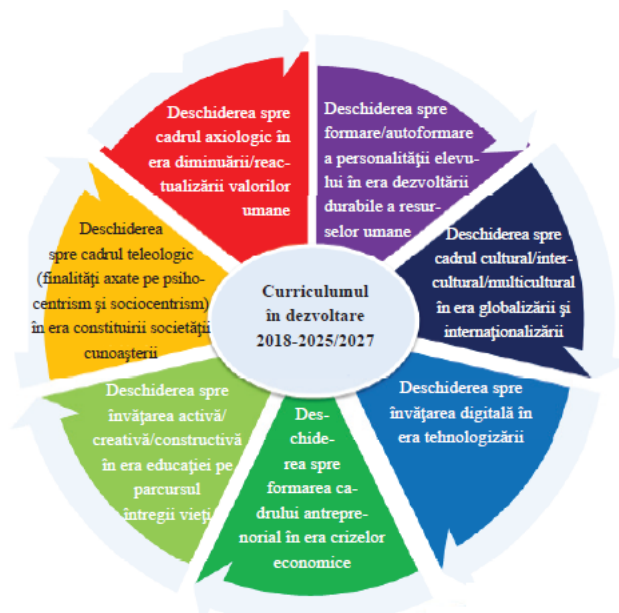 Deschiderea spre
cadrul axiologic în
era diminuării/reac-
tualizării valorilor
umane
Deschiderea spre
formare/autoformare
a personalității elevu-
lui în era dezvoltării
durabile a resur-
selor umane
Deschiderea spre
cadrul cultural/inter-
cultural/multicultural
în era globalizării și
internaționalizării
Deschiderea spre
învățarea digitală în
era tehnologizării
Des-
chide-
rea spre
formarea ca-
drului antrepre-
norial în era crizelor
economice
Deschiderea spre
învățarea activă/
creativă/constructivă
în era educației pe
parcursul
întregii vieți
Deschiderea
spre cadrul teleologic
(finalități axate pe psiho-
centrism și sociocentrism)
în era constituirii societății
cunoașterii
Curriculumul
în dezvoltare
2018-2025/2027